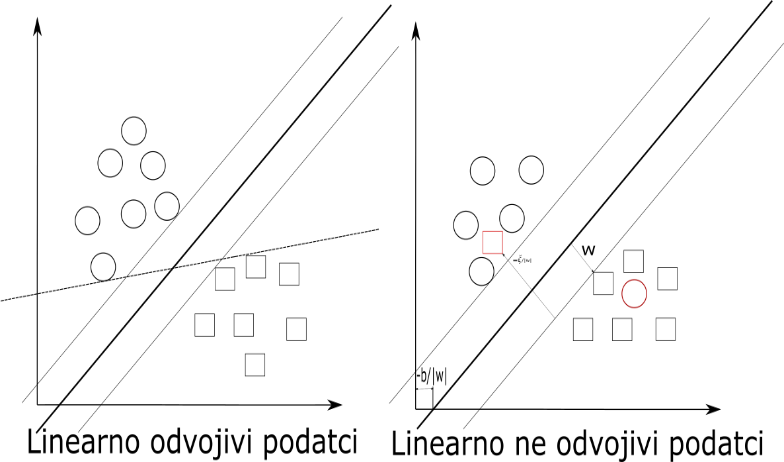 -ξ/|w|
w
-b/|w|
Linearno odvojivi podatci
Linearno ne odvojivi podatci